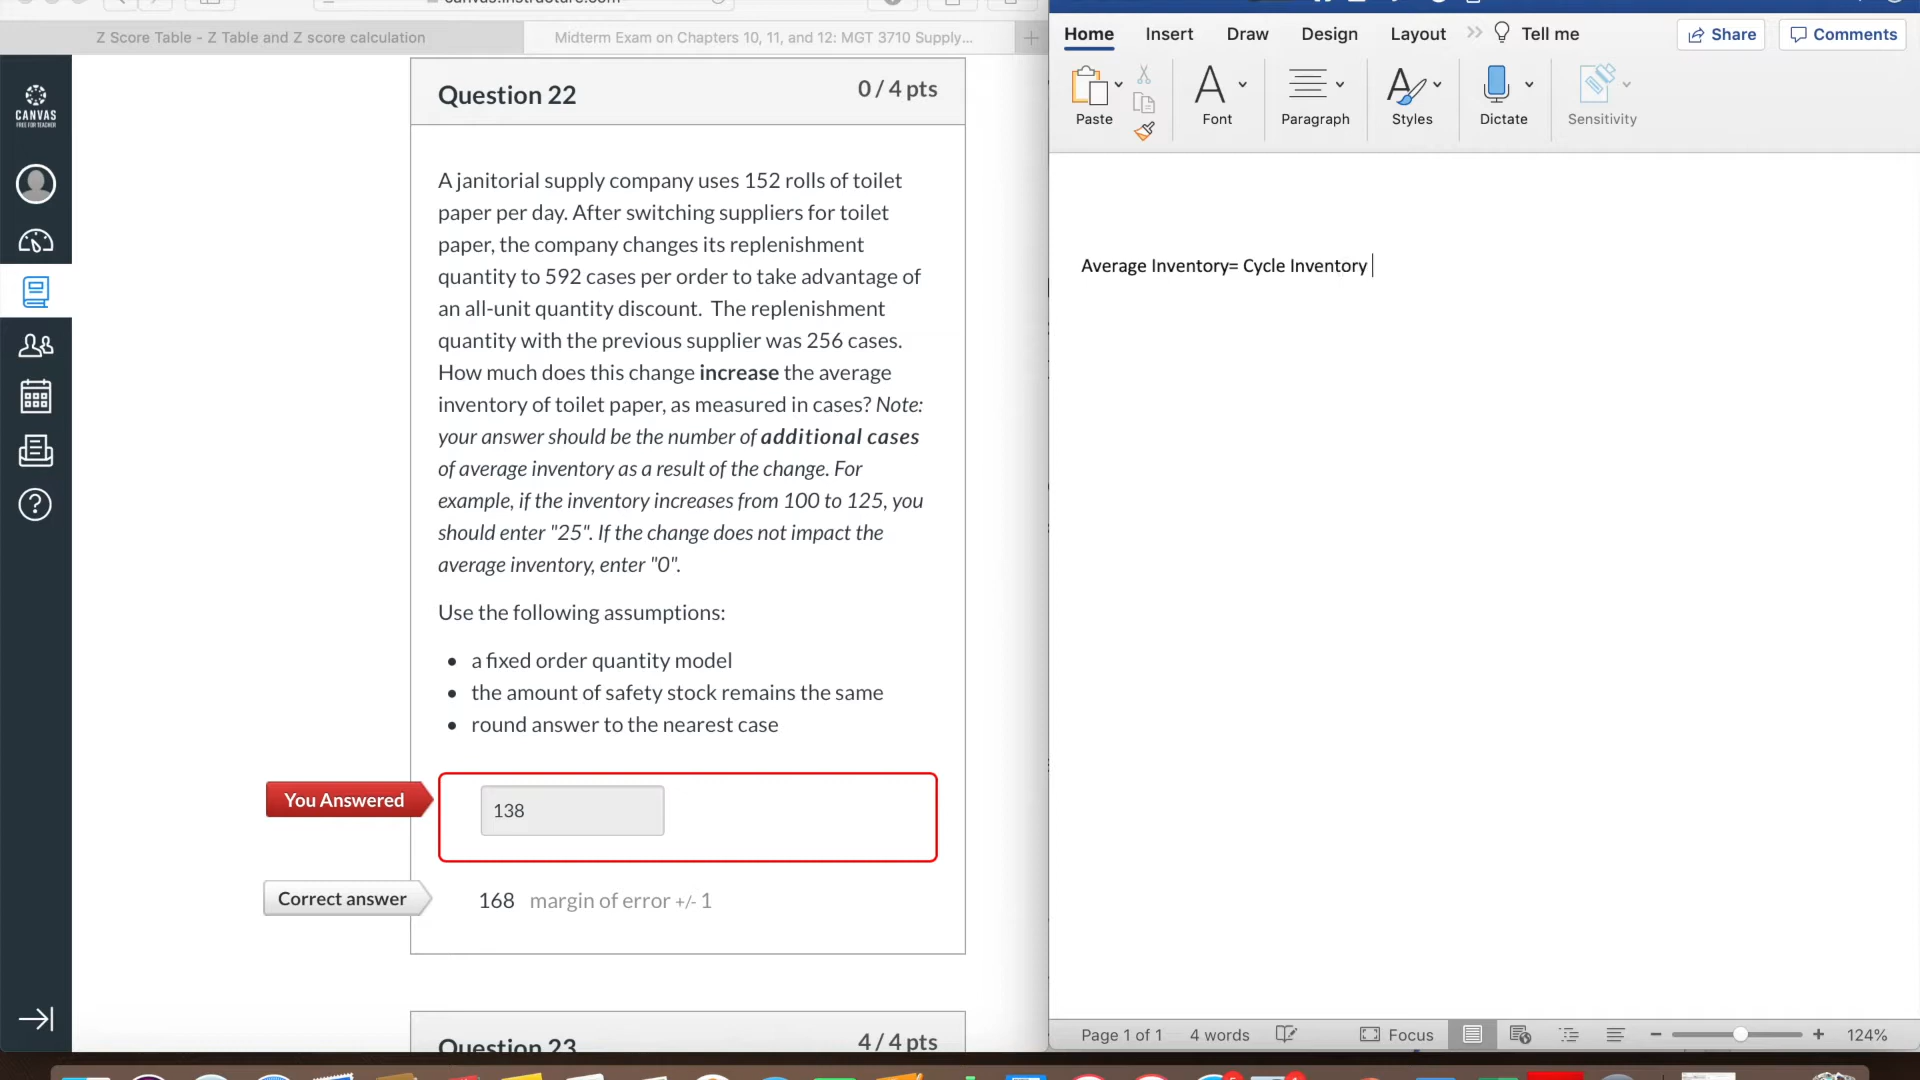 canvas.instructure.com
Z Score Table - Z Table and Z score calculation
Midterm Exam on Chapters 10, 11, and 12: MGT 3710 Supply...
CANVAS
FREE FOR TEACHER
Question 22
0 / 4 pts
A janitorial supply company uses 152 rolls of toilet
paper per day. After switching suppliers for toilet
paper, the company changes its replenishment
quantity to 592 cases per order to take advantage of
an all-unit quantity discount. The replenishment
quantity with the previous supplier was 256 cases.
How much does this change increase the average
inventory of toilet paper, as measured in cases? Note:
your answer should be the number of additional cases
of average inventory as a result of the change. For
example, if the inventory increases from 100 to 125, you
should enter "25". If the change does not impact the
average inventory, enter "0".
Use the following assumptions:
• a fixed order quantity model
• the amount of safety stock remains the same
• round answer to the nearest case
You Answered
138
Correct answer
168 margin of error +/- 1
Question 23
4 / 4 pts
Home Insert Draw Design Layout Tell me
Share
Comments
Paste
Font
Paragraph
Styles
Dictate
Sensitivity
Average Inventory= Cycle Inventory
Page 1 of 1
4 words
Focus
124%